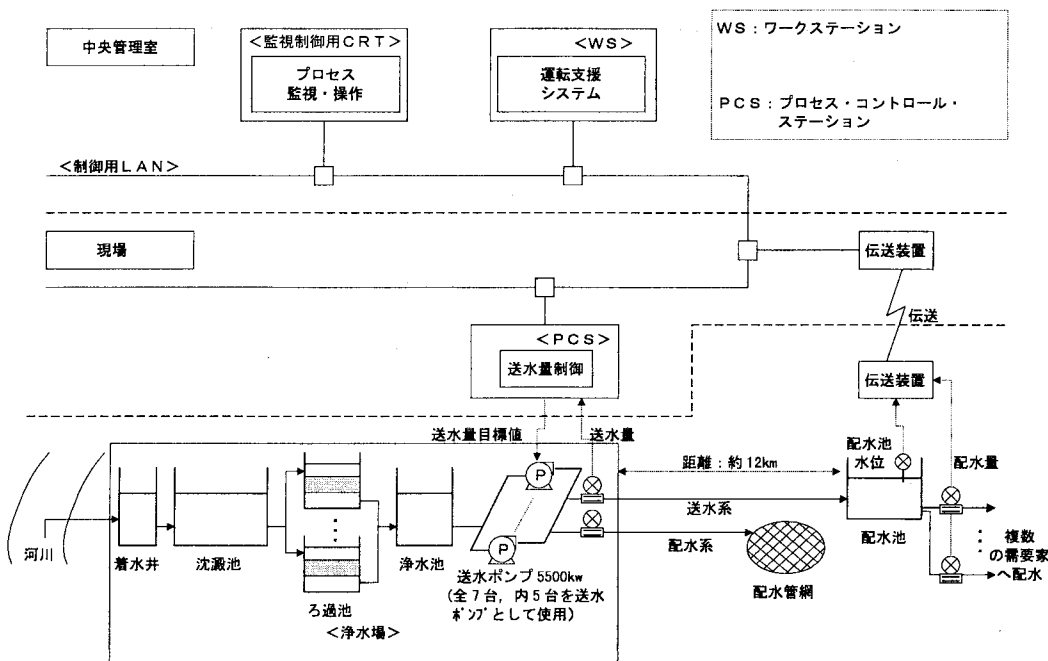 中央管理室
<監視制御用CRT>
プロセス
監視・操作
<WS>
運転支援
システム
WS:ワークステーション
PCS:プロセス・コントロール・
ステーション
<制御用LAN>
現場
伝送装置
伝送
<PCS>
送水量制御
伝送装置
送水量目標値
送水量
距離:約12km
配水池
水位
配水量
P
送水系
河川
着水井
沈澱池
ろ過池
浄水池
P
配水系
配水池
複数
の需要家
へ配水
送水ポンプ5500kw
(全7台,内5台を送水
ポンプとして使用)
配水管網
<浄水場>